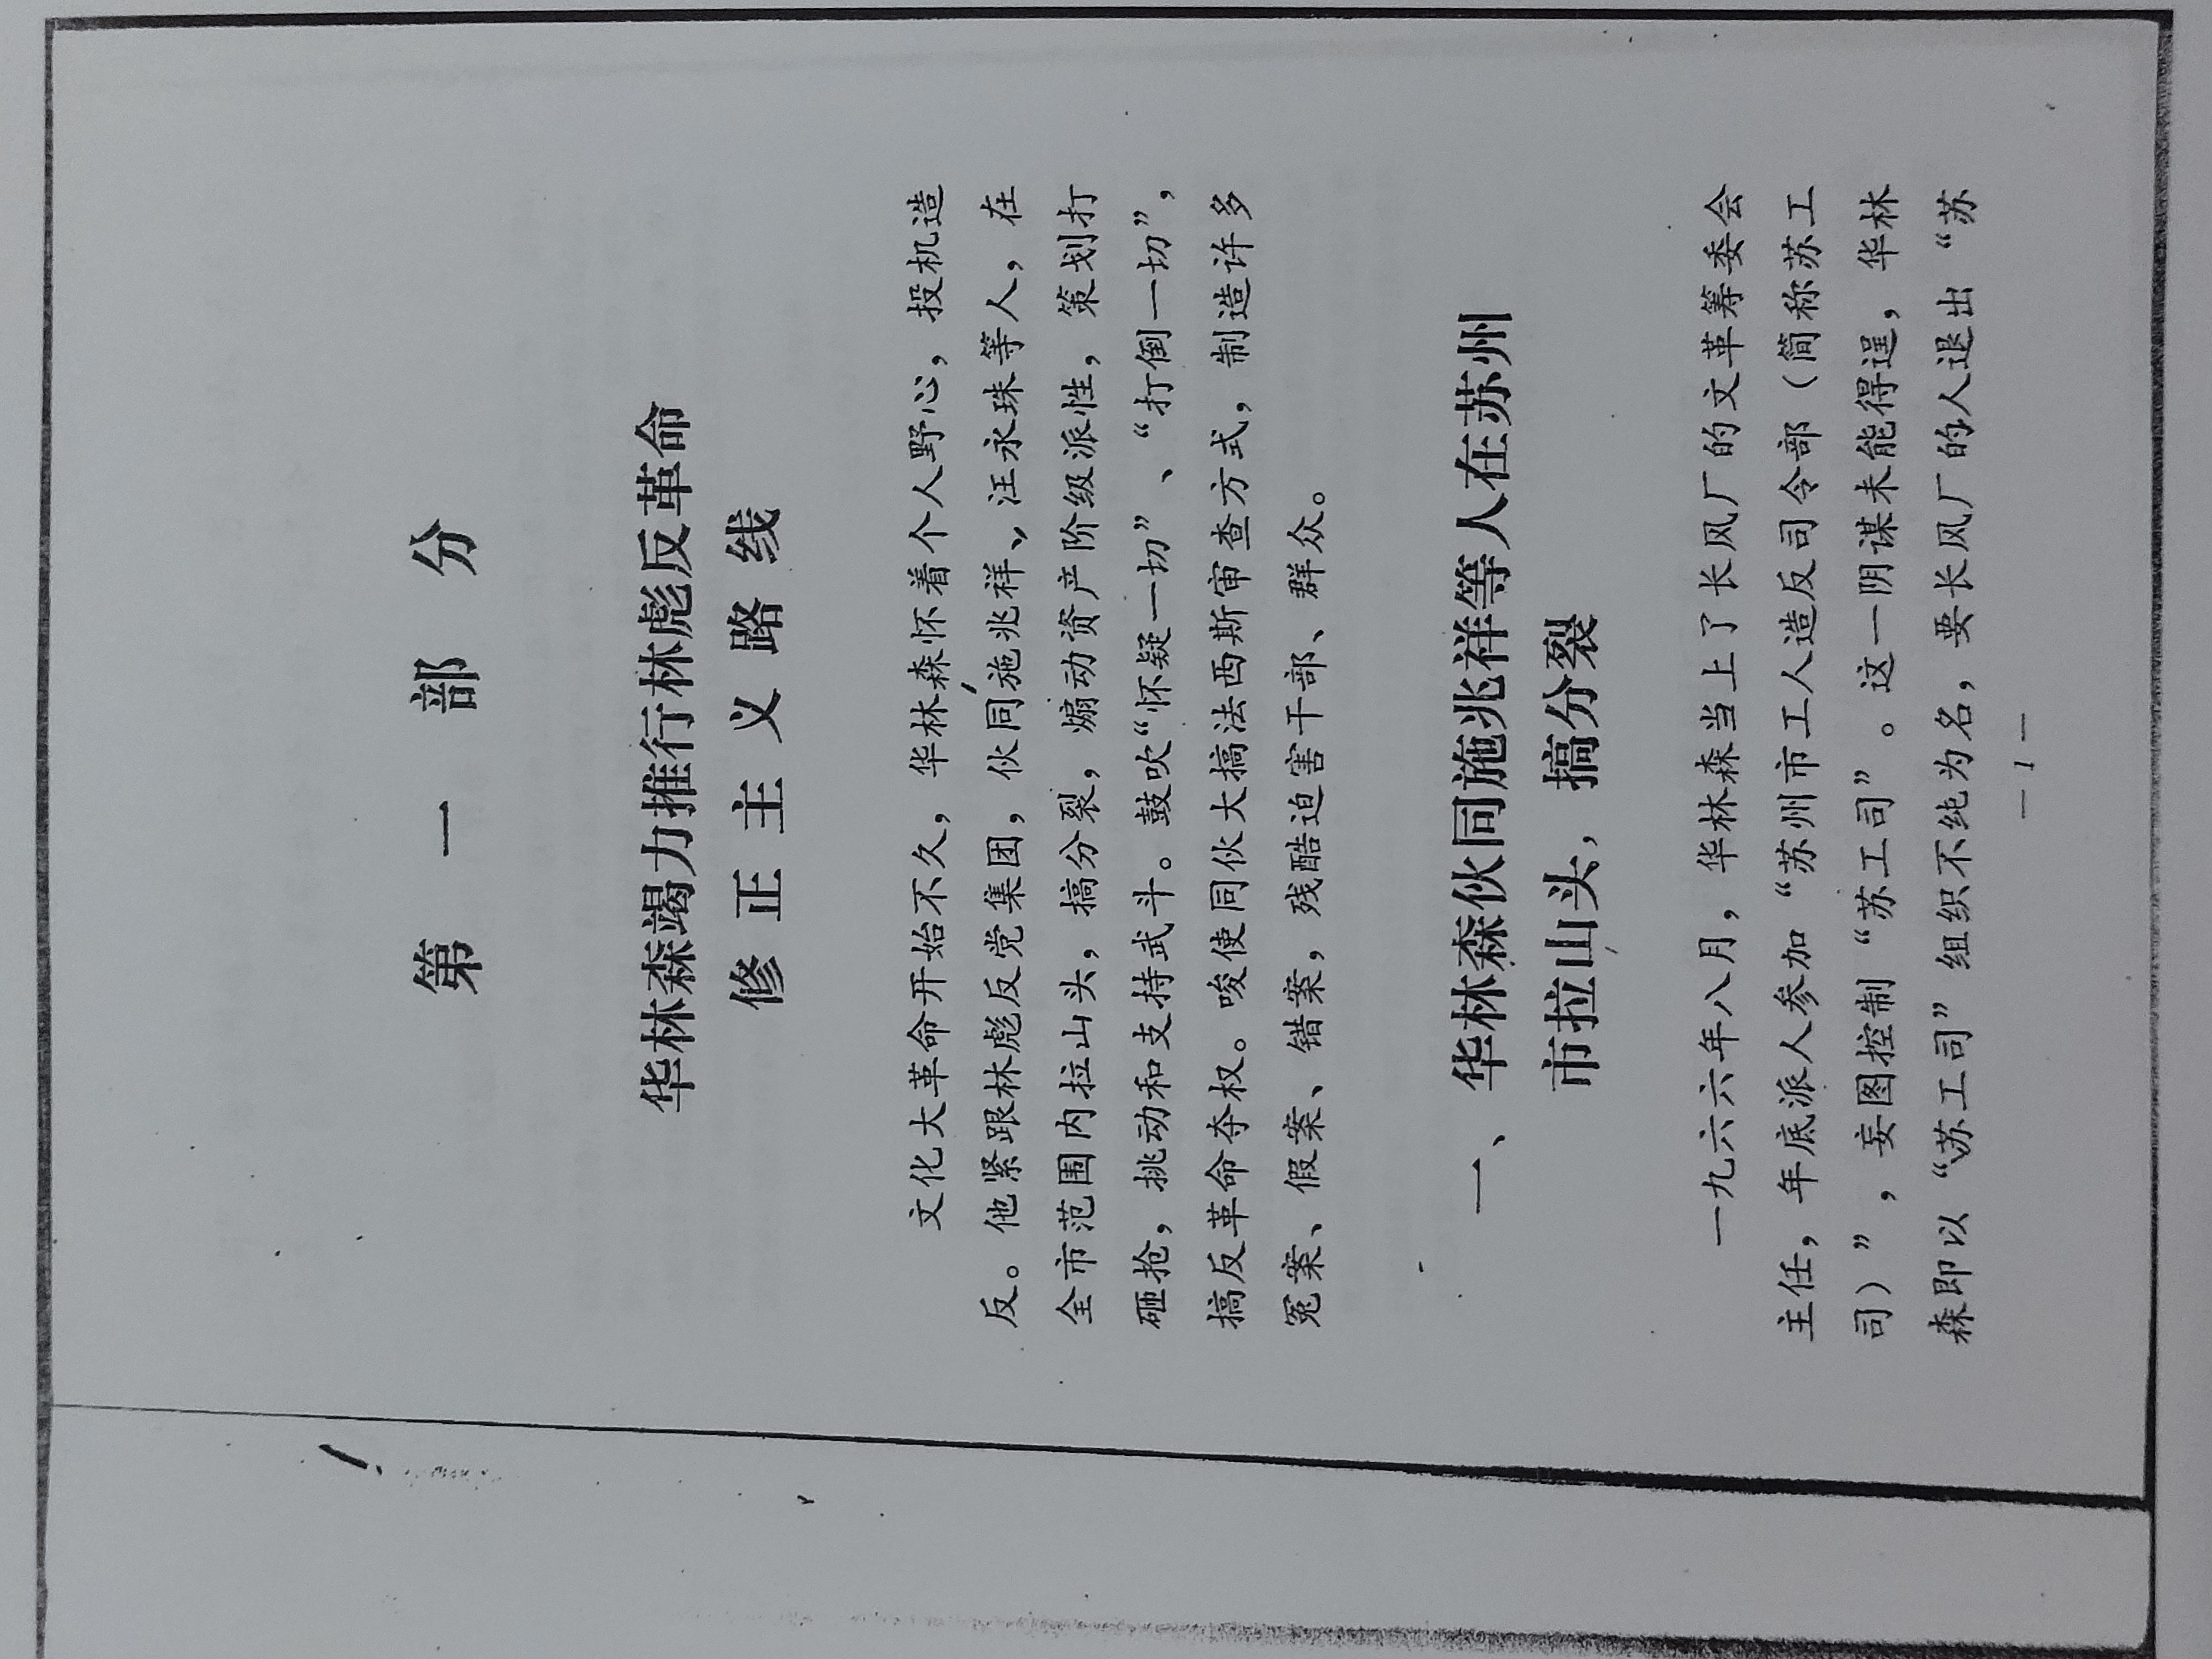 第一部分
华林森竭力推行林彪反革命
修正主义路线
文化大革命开始不久，华林森怀着个人野心，投机造
反。他紧跟林彪反党集团，伙同施兆祥、汪永珠等人，在
全市范围内拉山头，搞分裂，煽动资产阶级派性，策划打
砸抢，挑动和支持武斗。鼓吹“怀疑一切”、“打倒一切”，
搞反革命夺权。唆使同伙大搞法西斯审查方式，制造许多
冤案、假案、错案，残酷迫害干部、群众。
一、华林森伙同施兆祥等人在苏州
市拉山头，搞分裂
一九六六年八月，华林森当上了长风厂的文革筹委会
主任，年底派人参加“苏州市工人造反司令部（简称苏工
司）”，妄图控制“苏工司”。这一阴谋未能得逞，华林
森即以“苏工司”组织不纯为名，要长风厂的人退出“苏
— 1 —